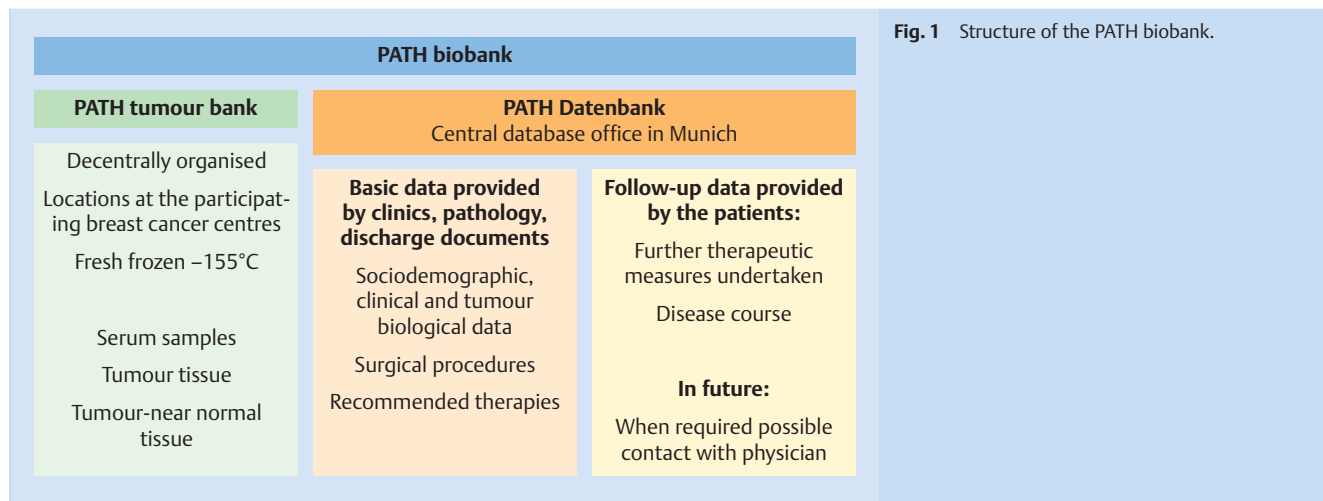 PATH biobank
PATH tumour bank
Decentrally organised
Locations at the participat-
ing breast cancer centres
Fresh frozen –155°C
Serum samples
Tumour tissue
Tumour-near normal
tissue
PATH Datenbank
Central database office in Munich
Basic data provided
by clinics, pathology,
discharge documents
Sociodemographic,
clinical and tumour
biological data
Surgical procedures
Recommended therapies
Follow-up data provided
by the patients:
Further therapeutic
measures undertaken
Disease course
In future:
When required possible
contact with physician
Fig. 1 Structure of the PATH biobank.